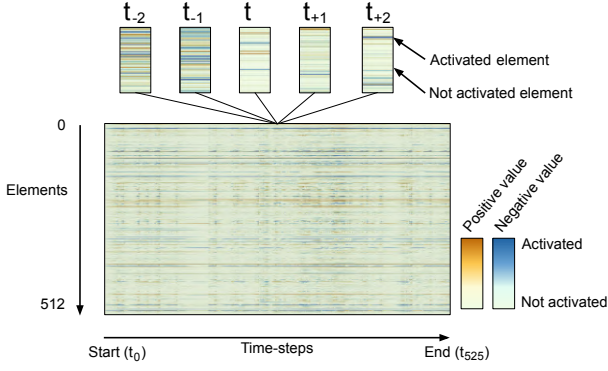 t-2 t-1 t t+1 t+2
Activated element
Not activated element
0
Elements
512
Positive value
Negative value
Activated
Not activated
Start (t0)
Time-steps
End (t525)